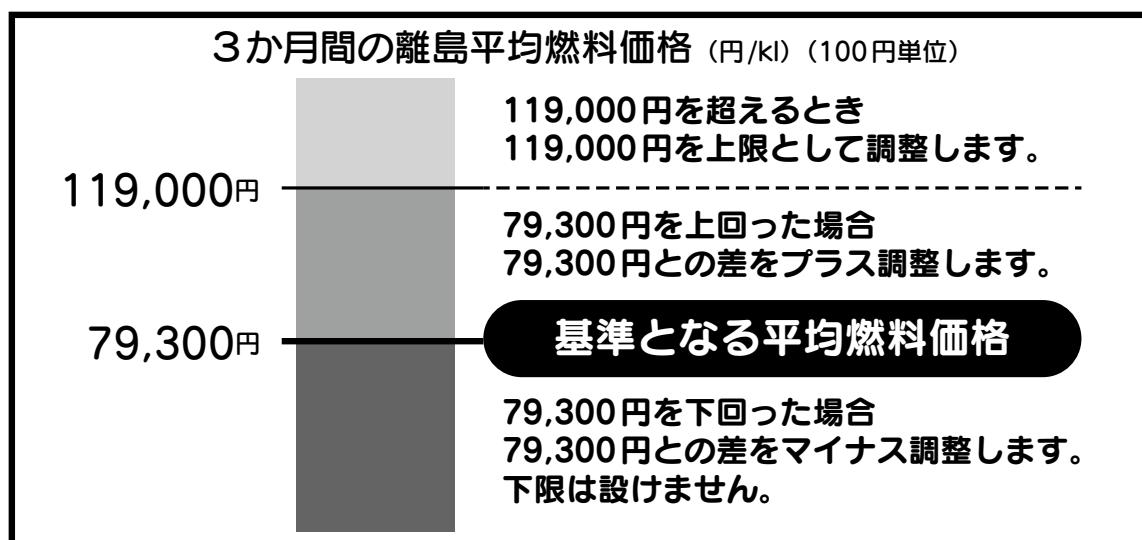 3か月間の離島平均燃料価格（円/kl）（100円単位）
119,000円を超えるとき
119,000円を上限として調整します。
119,000円
79,300円を上回った場合
79,300円との差をプラス調整します。
79,300円
基準となる平均燃料価格
79,300円を下回った場合
79,300円との差をマイナス調整します。
下限は設けません。